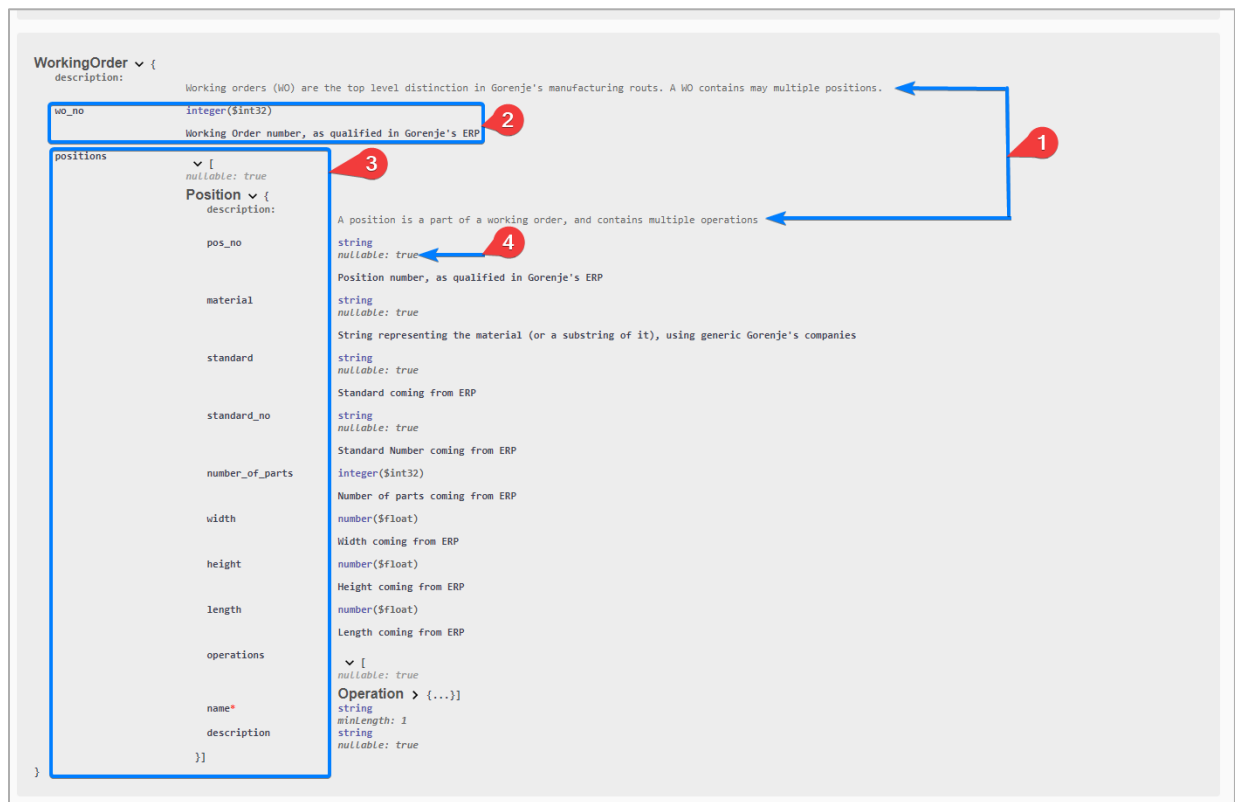 WorkingOrder {
description:
Working orders (WO) are the top level distinction in Gorenje's manufacturing routs. A WO contains may multiple positions.
1
wo_no integer($int32)
2
Working Order number, as qualified in Gorenje's ERP
positions
[
3
nullable: true
Position {
description:
A position is a part of a working order, and contains multiple operations
pos_no string
4
nullable: true
Position number, as qualified in Gorenje's ERP
material string
nullable: true
String representing the material (or a substring of it), using generic Gorenje's companies
standard string
nullable: true
Standard coming from ERP
standard_no string
nullable: true
Standard Number coming from ERP
number_of_parts integer($int32)
Number of parts coming from ERP
width number($float)
Width coming from ERP
height number($float)
Height coming from ERP
length number($float)
Length coming from ERP
operations
[
nullable: true
Operation > {...}]
name* string
minLength: 1
description string
nullable: true
}]
}